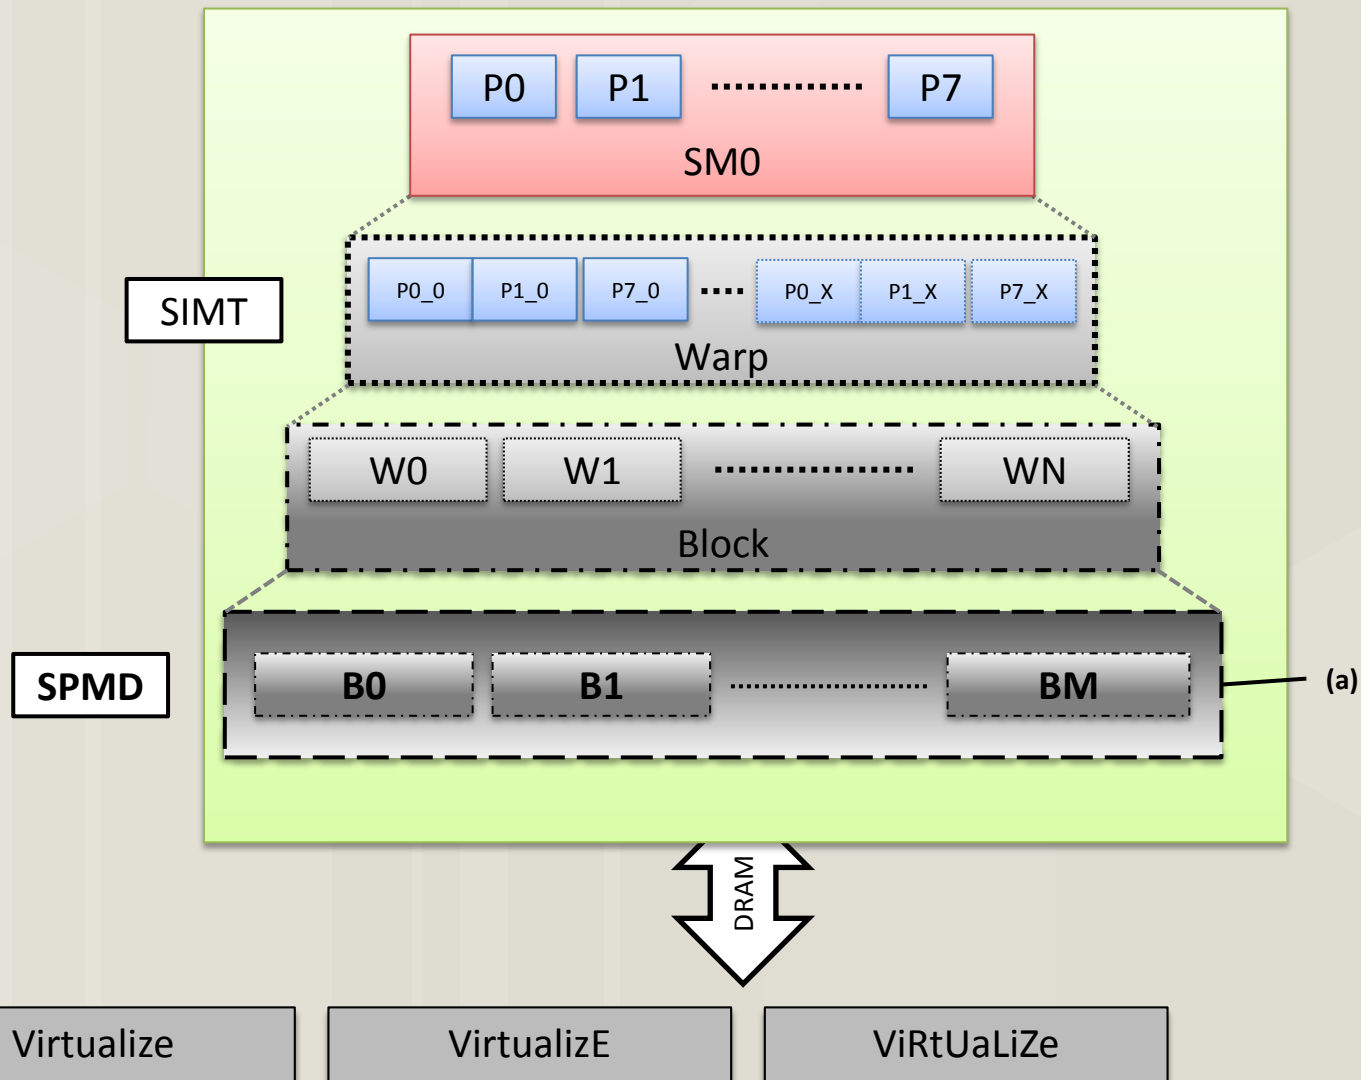 P0 P1 P7
SM0
SIMT
P0_0 P1_0 P7_0 P0_X P1_X P7_X
Warp
W0 W1 WN
Block
SPMD
B0 B1 BM
(a)
DRAM
Virtualize VirtualizE ViRtUaLiZe